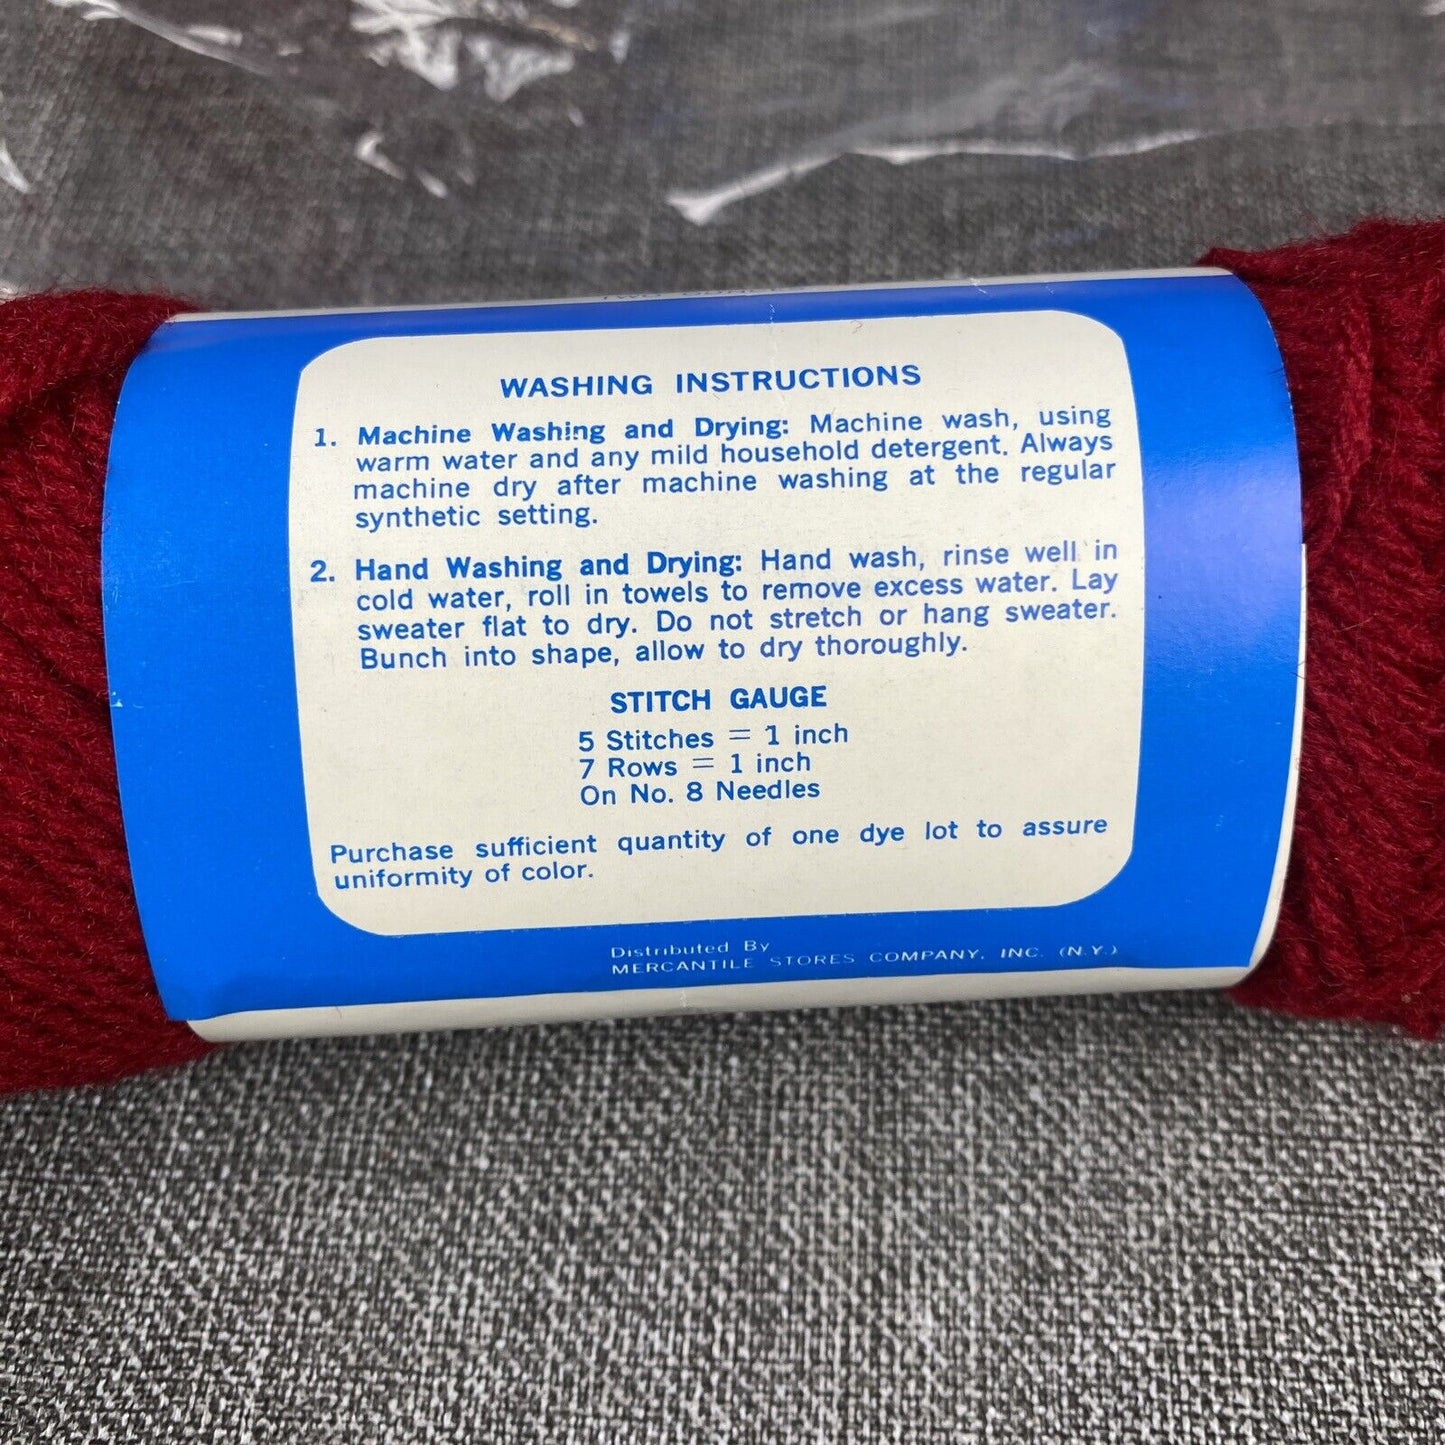 WASHING INSTRUCTIONS
1. Machine Washing and Drying: Machine wash, using
warm water and any mild household detergent. Always
machine dry after machine washing at the regular
synthetic setting.
2. Hand Washing and Drying: Hand wash, rinse well in
cold water, roll in towels to remove excess water. Lay
sweater flat to dry. Do not stretch or hang sweater.
Bunch into shape, allow to dry thoroughly.
STITCH GAUGE
5 Stitches = 1 inch
7 Rows = 1 inch
On No. 8 Needles
Purchase sufficient quantity of one dye lot to assure
uniformity of color.
Distributed By
MERCANTILE STORES COMPANY, INC. (N.Y.)